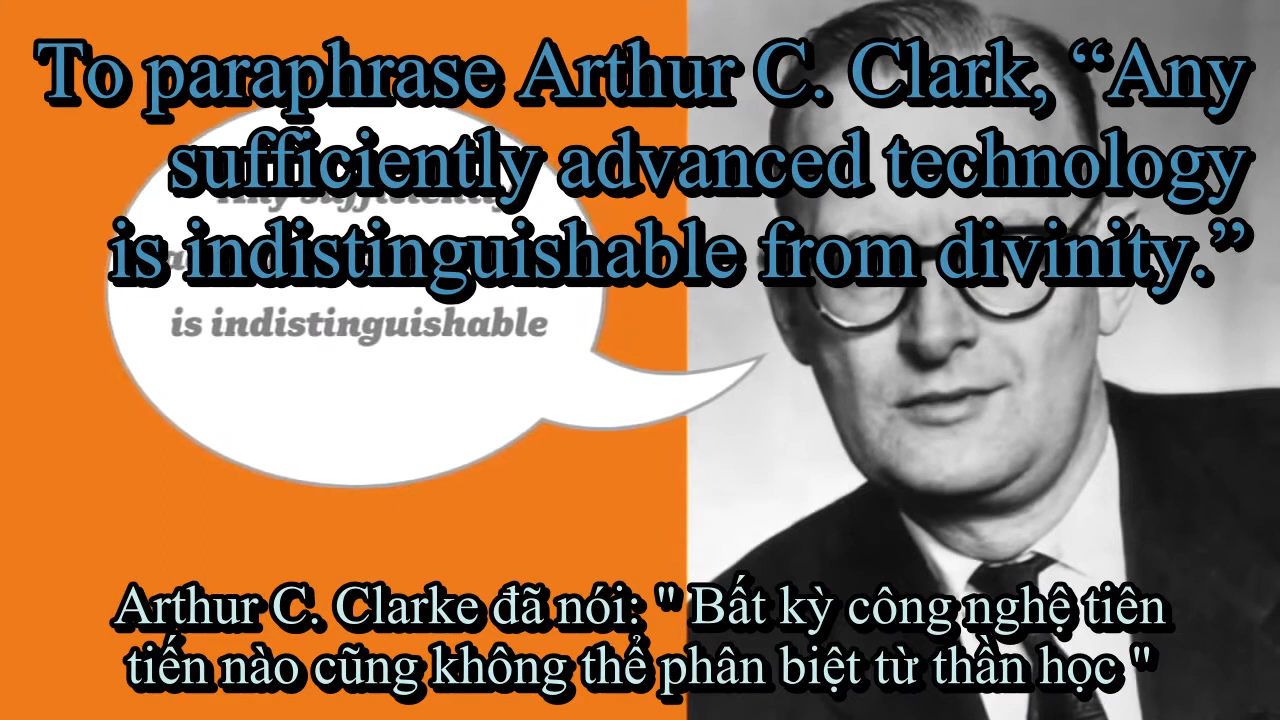 To paraphrase Arthur C. Clark, “Any
sufficiently advanced technology
is indistinguishable from divinity.”
is indistinguishable
Arthur C. Clarke đã nói: " Bất kỳ công nghệ tiên
tiến nào cũng không thể phân biệt từ thần học "